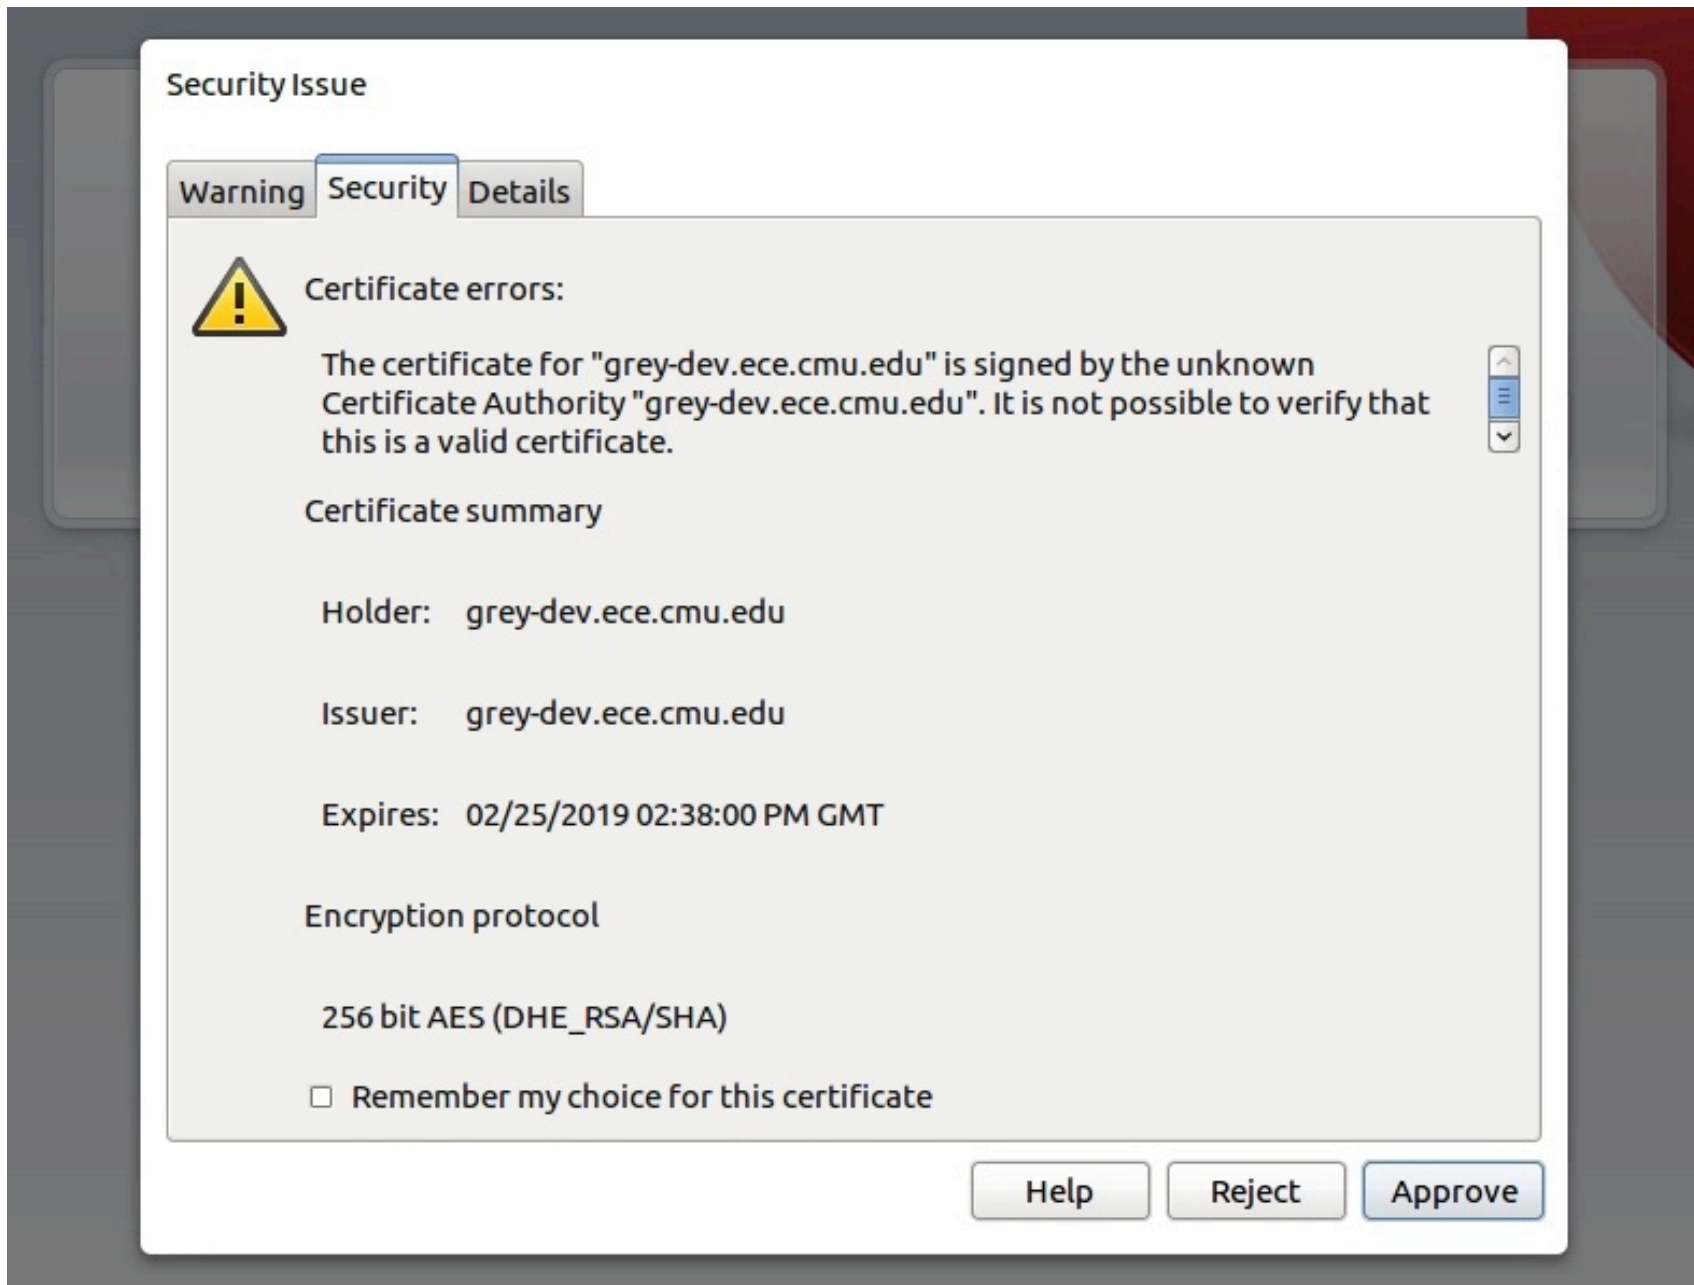 Security Issue
Warning Security Details
Certificate errors:
The certificate for "grey-dev.ece.cmu.edu" is signed by the unknown
Certificate Authority "grey-dev.ece.cmu.edu". It is not possible to verify that
this is a valid certificate.
Certificate summary
Holder: grey-dev.ece.cmu.edu
Issuer: grey-dev.ece.cmu.edu
Expires: 02/25/2019 02:38:00 PM GMT
Encryption protocol
256 bit AES (DHE_RSA/SHA)
Remember my choice for this certificate
Help Reject Approve